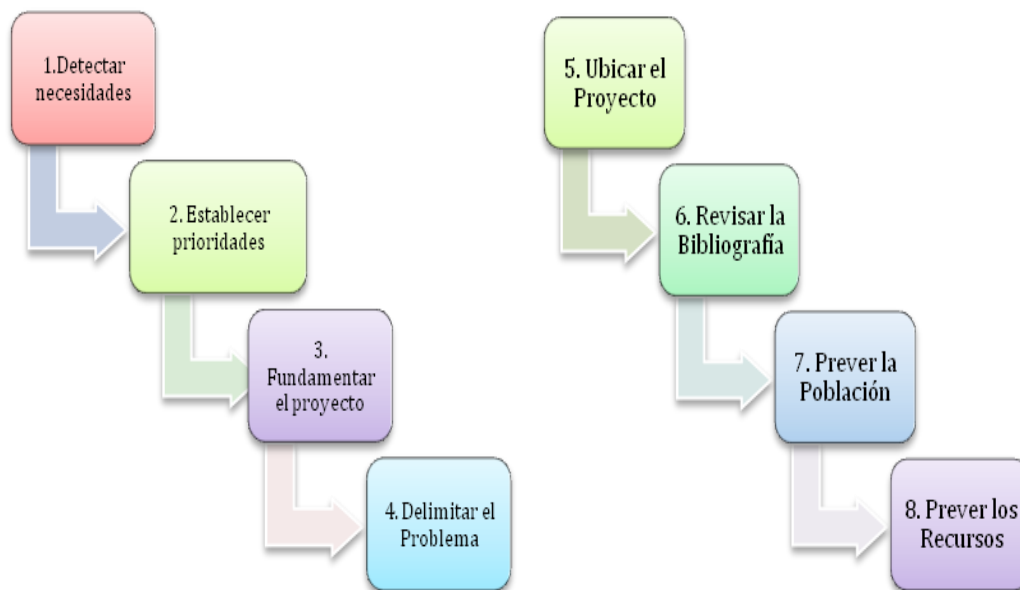 1.Detectar
necesidades
2. Establecer
prioridades
3.
Fundamentar
el proyecto
4. Delimitar el
Problema
5. Ubicar el
Proyecto
6. Revisar la
Bibliografía
7. Prever la
Población
8. Prever los
Recursos